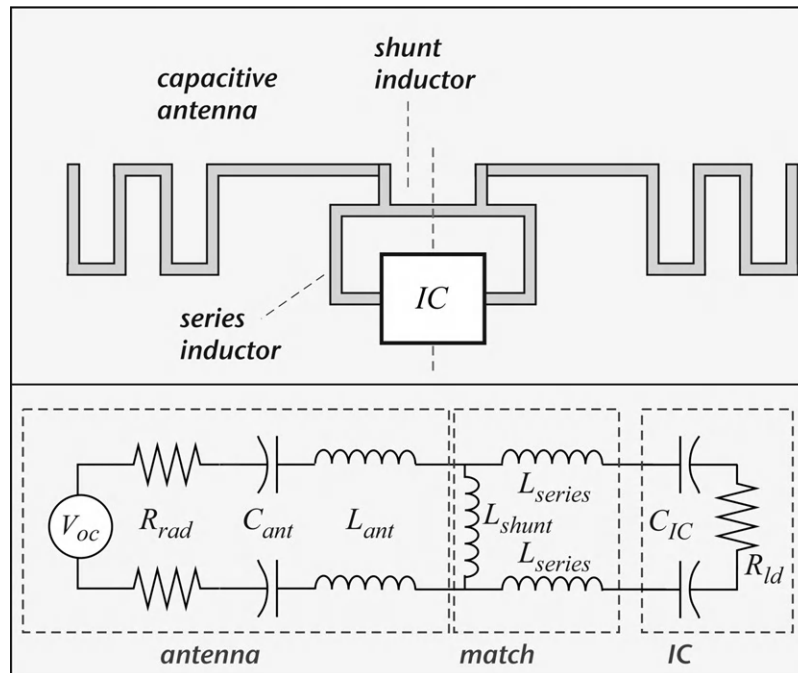 shunt
inductor
capacitive
antenna
IC
series
inductor
V_oc
R_rad
C_ant
L_ant
L_shunt
L_series
L_series
C_IC
R_ld
antenna
match
IC